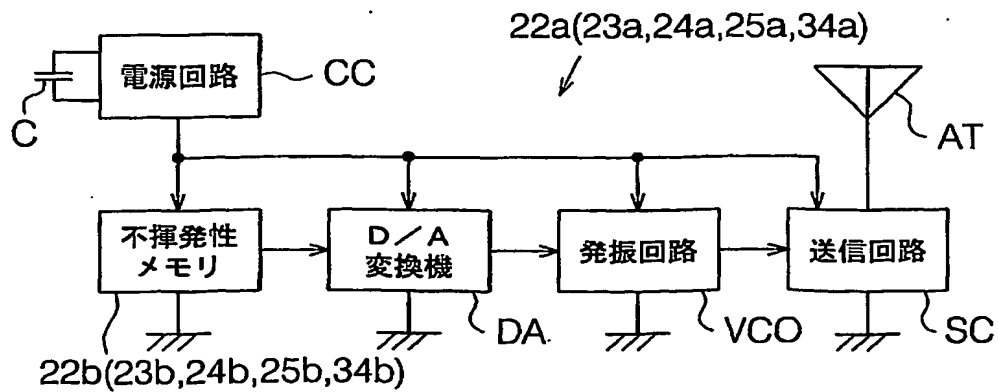 22a(23a,24a,25a,34a)
電源回路
CC
C
AT
不揮発性
メモリ
D／A
変換機
発振回路
送信回路
DA
VCO
SC
22b(23b,24b,25b,34b)